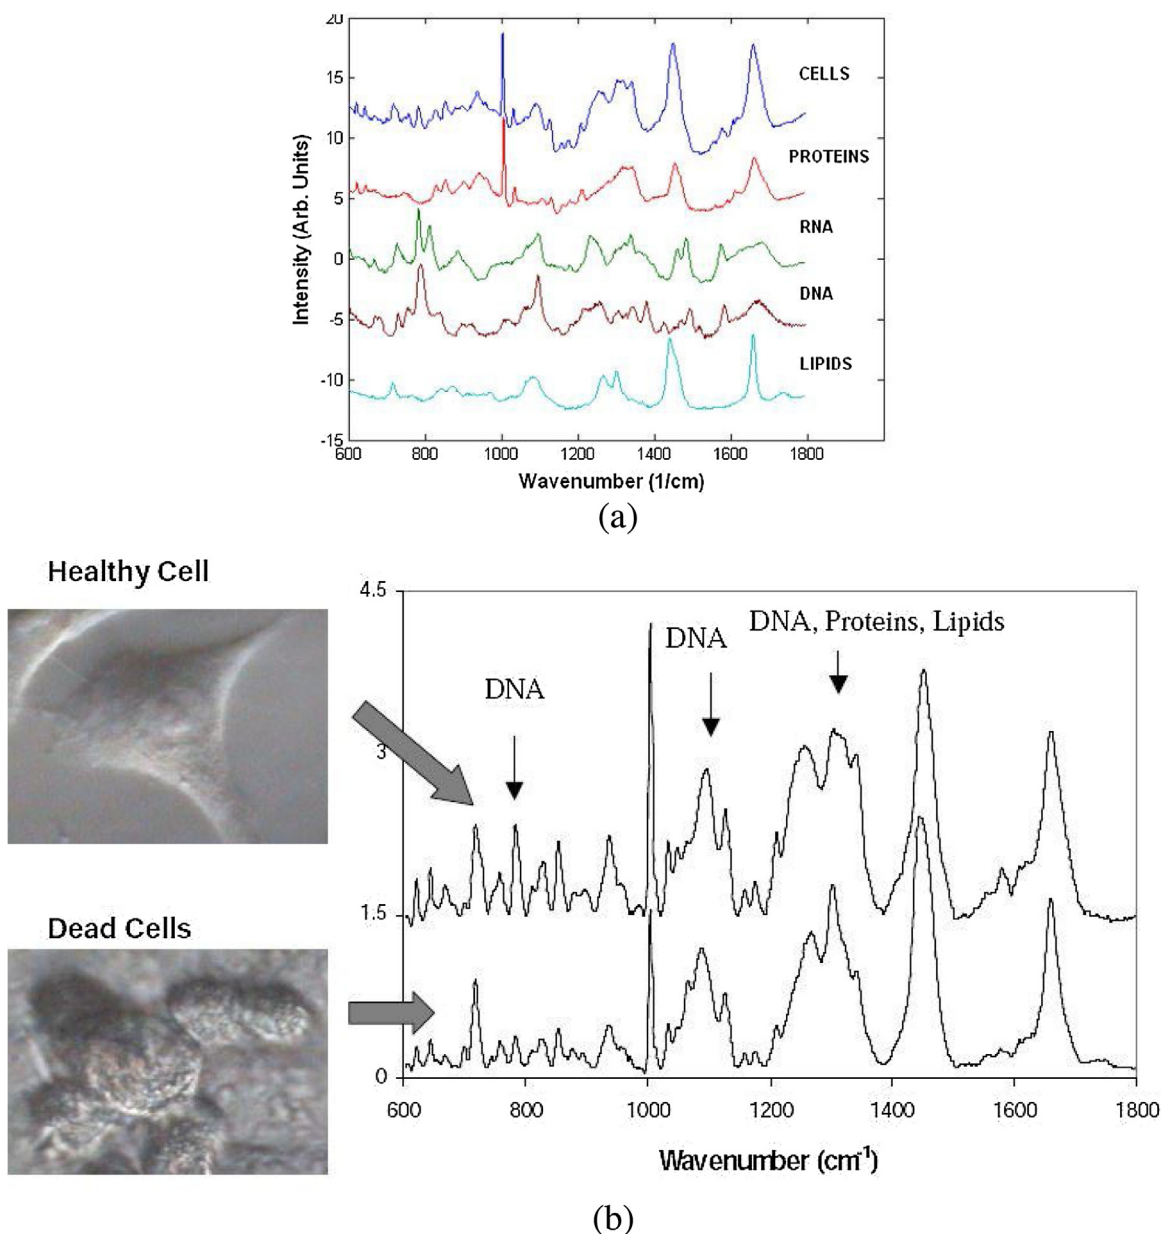 20
15
10
5
0
-5
-10
-15
Intensity (Arb. Units)
CELLS
PROTEINS
RNA
DNA
LIPIDS
600 800 1000 1200 1400 1600 1800
Wavenumber (1/cm)
(a)
Healthy Cell
Dead Cells
4.5
3
1.5
0
DNA
DNA
DNA, Proteins, Lipids
600 800 1000 1200 1400 1600 1800
Wavenumber (cm⁻¹)
(b)